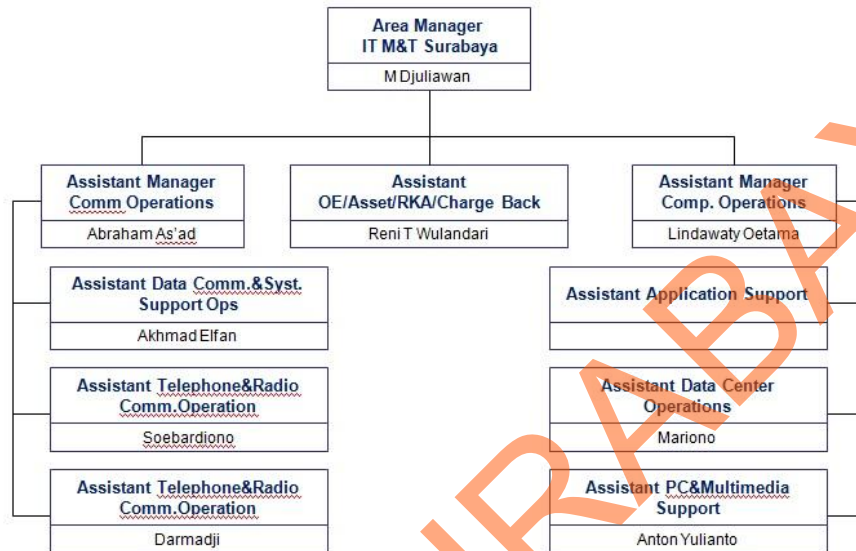 Area Manager
IT M&T Surabaya
M Djuliawan
Assistant Manager
Comm Operations
Abraham As'ad
Assistant
OE/Asset/RKA/Charge Back
Reni T Wulandari
Assistant Manager
Comp. Operations
Lindawaty Oetama
Assistant Data Comm.&Syst.
Support Ops
Akhmad Elfan
Assistant Application Support
Assistant Telephone&Radio
Comm.Operation
Soebardiono
Assistant Data Center
Operations
Mariono
Assistant Telephone&Radio
Comm.Operation
Darmadji
Assistant PC&Multimedia
Support
Anton Yulianto